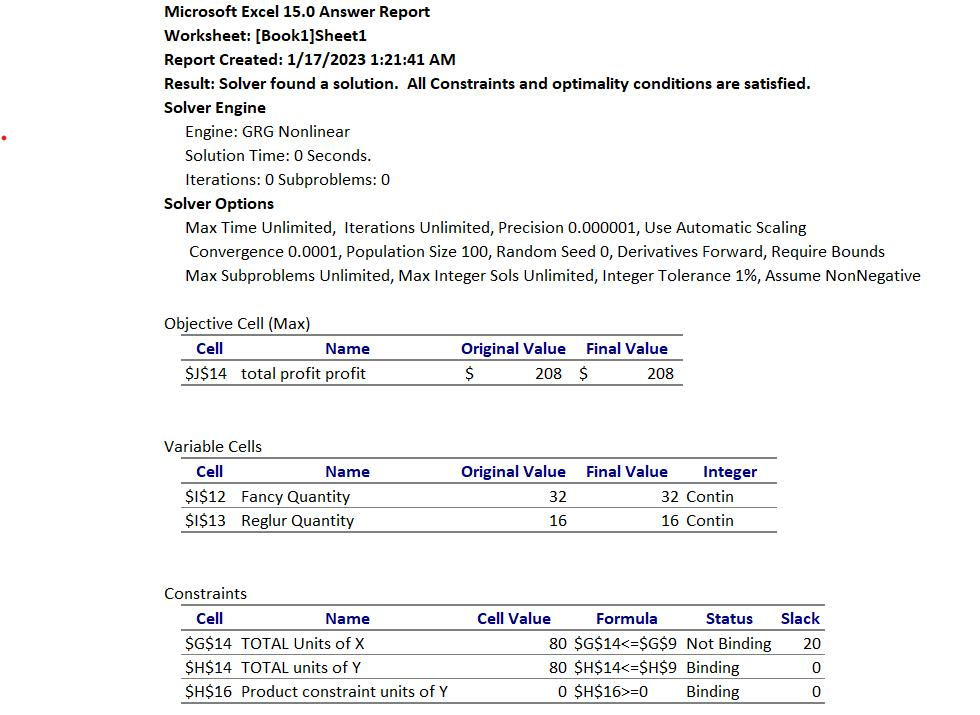 Microsoft Excel 15.0 Answer Report
Worksheet: [Book1]Sheet1
Report Created: 1/17/2023 1:21:41 AM
Result: Solver found a solution.  All Constraints and optimality conditions are satisfied.
Solver Engine
Engine: GRG Nonlinear
Solution Time: 0 Seconds.
Iterations: 0 Subproblems: 0
Solver Options
Max Time Unlimited,  Iterations Unlimited, Precision 0.000001, Use Automatic Scaling
Convergence 0.0001, Population Size 100, Random Seed 0, Derivatives Forward, Require Bounds
Max Subproblems Unlimited, Max Integer Sols Unlimited, Integer Tolerance 1%, Assume NonNegative
Objective Cell (Max)
Cell Name Original Value Final Value
$J$14 total profit profit $ 208 $ 208
Variable Cells
Cell Name Original Value Final Value Integer
$I$12 Fancy Quantity 32 32 Contin
$I$13 Reglur Quantity 16 16 Contin
Constraints
Cell Name Cell Value Formula Status Slack
$G$14 TOTAL Units of X 80 $G$14<=$G$9 Not Binding 20
$H$14 TOTAL units of Y 80 $H$14<=$H$9 Binding 0
$H$16 Product constraint units of Y 0 $H$16>=0 Binding 0